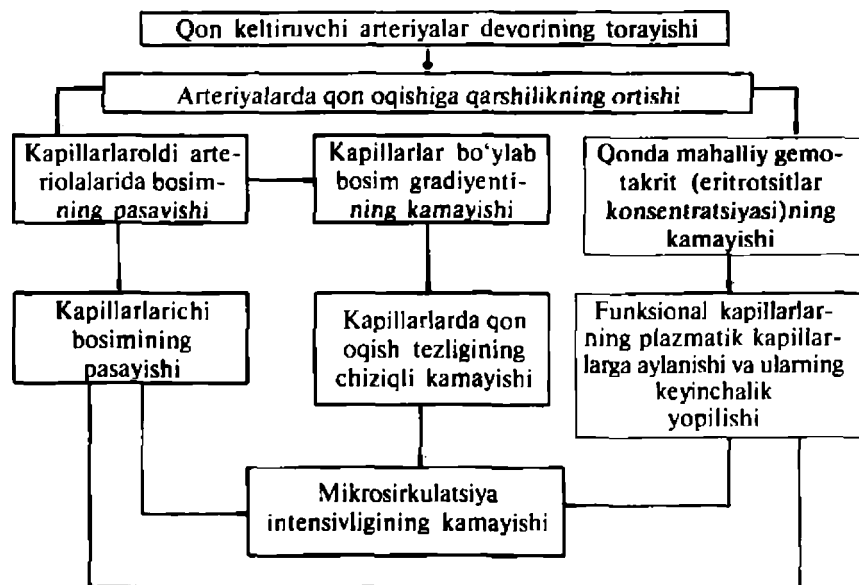 Qon keltiruvchi arteriyalar devorining torayishi
Arteriyalarda qon oqishiga qarshilikning ortishi
Kapillarlaroldi arte-
riolalarida bosim-
ning pasavishi
Kapillarlar bo‘ylab
bosim gradiyenti-
ning kamayishi
Qonda mahalliy gemo-
takrit (eritrotsitlar
konsentratsiyasi)ning
kamayishi
Kapillarlarichi
bosimining
pasayishi
Kapillarlarda qon
oqish tezligining
chiziqli kamayishi
Funksional kapillarlar-
ning plazmatik kapillar-
larga aylanishi va ularning
keyinchalik
yopilishi
Mikrosirkulatsiya
intensivligining kamayishi